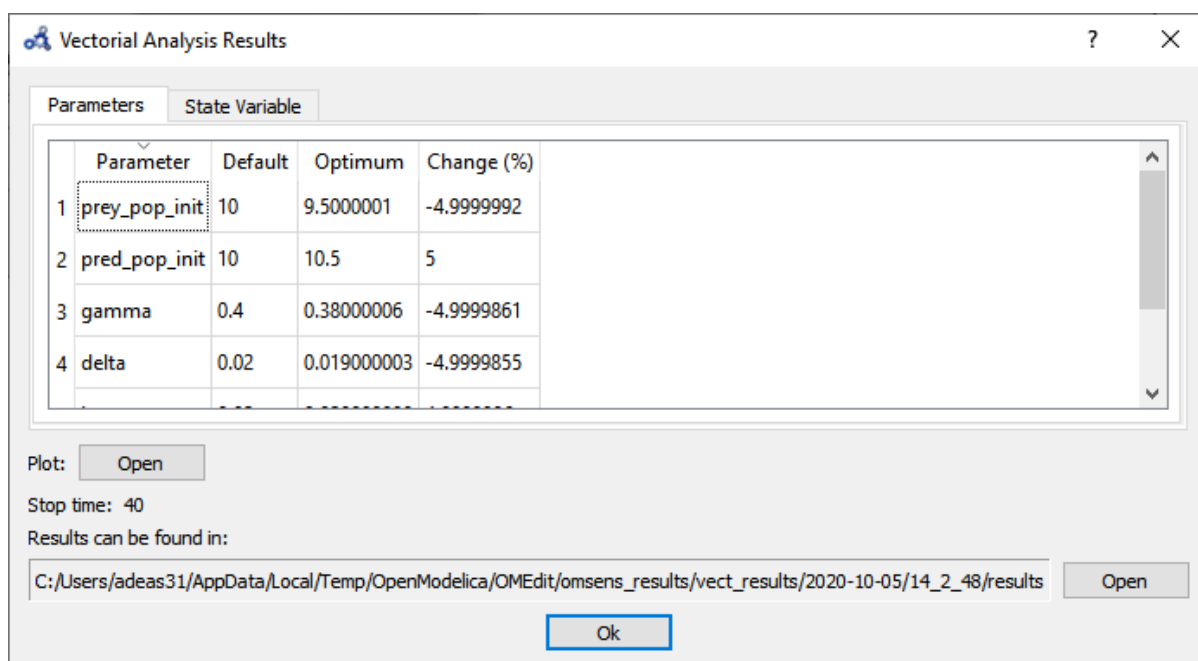 Vectorial Analysis Results ?
Parameters State Variable
Parameter Default Optimum Change (%)
1 prey_pop_init 10 9.5000001 -4.9999992
2 pred_pop_init 10 10.5 5
3 gamma 0.4 0.38000006 -4.9999861
4 delta 0.02 0.019000003 -4.9999855
Plot: Open
Stop time: 40
Results can be found in:
C:/Users/adeas31/AppData/Local/Temp/OpenModelica/OMEdit/omsens_results/vect_results/2020-10-05/14_2_48/results Open
Ok